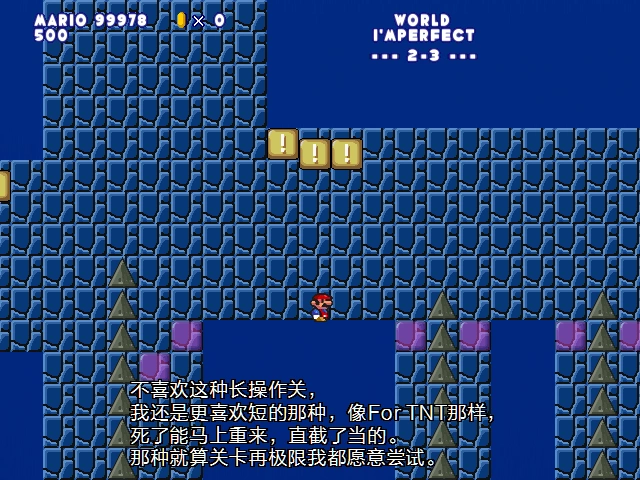 MARIO 99978 × 0
500
WORLD
I'MPERFECT
--- 2-3 ---
! ! !
不喜欢这种长操作关，
我还是更喜欢短的那种，像For TNT那样，
死了能马上重来，直截了当的。
那种就算关卡再极限我都愿意尝试。